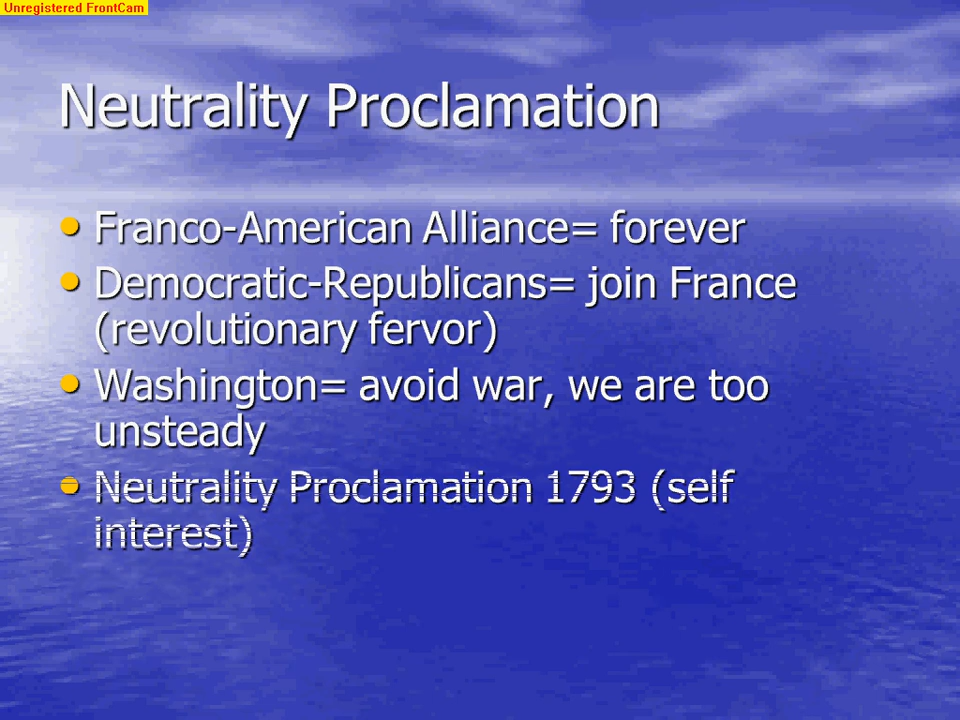 Unregistered FrontCam
Neutrality Proclamation
• Franco-American Alliance= forever
• Democratic-Republicans= join France
(revolutionary fervor)
• Washington= avoid war, we are too
unsteady
• Neutrality Proclamation 1793 (self
interest)